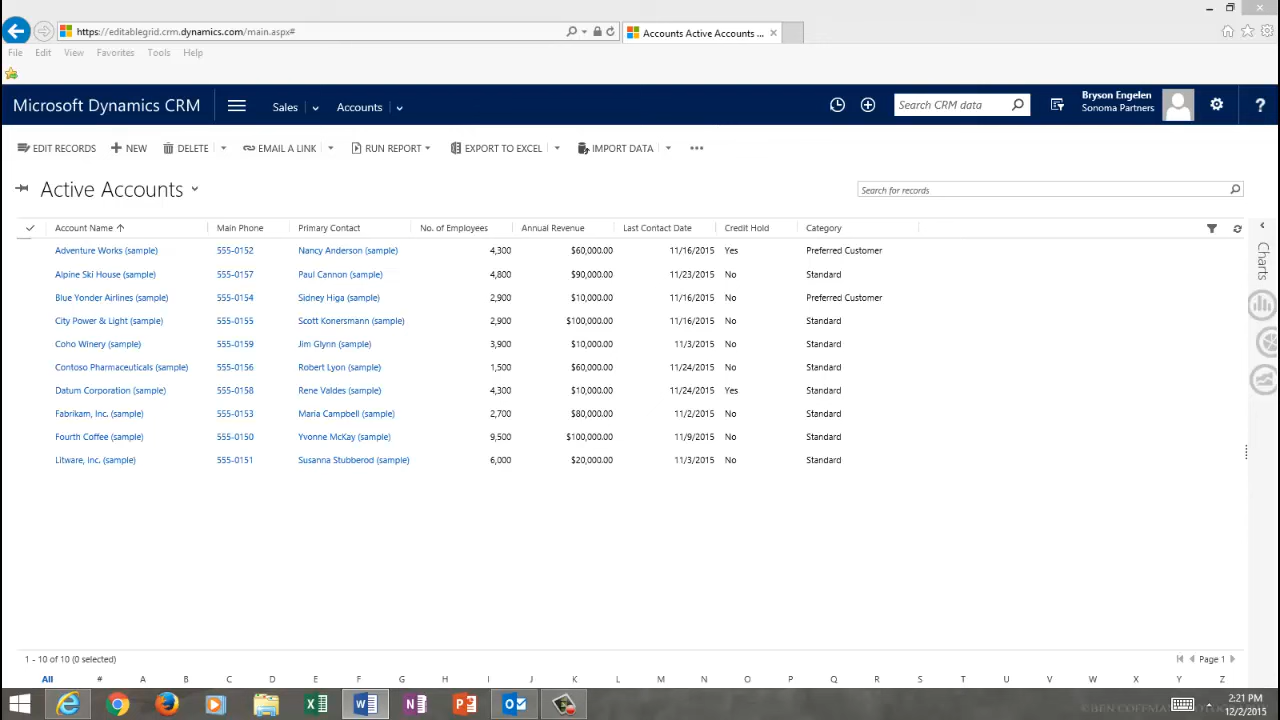 https://editablegrid.crm.dynamics.com/main.aspx#
Accounts Active Accounts ...
File Edit View Favorites Tools Help
Microsoft Dynamics CRM Sales Accounts Search CRM data Bryson Engelen
Sonoma Partners
EDIT RECORDS NEW DELETE EMAIL A LINK RUN REPORT EXPORT TO EXCEL IMPORT DATA
Active Accounts Search for records
Account Name Main Phone Primary Contact No. of Employees Annual Revenue Last Contact Date Credit Hold Category
Adventure Works (sample) 555-0152 Nancy Anderson (sample) 4,300 $60,000.00 11/16/2015 Yes Preferred Customer
Alpine Ski House (sample) 555-0157 Paul Cannon (sample) 4,800 $90,000.00 11/23/2015 No Standard
Blue Yonder Airlines (sample) 555-0154 Sidney Higa (sample) 2,900 $10,000.00 11/16/2015 No Preferred Customer
City Power & Light (sample) 555-0155 Scott Konersmann (sample) 2,900 $100,000.00 11/16/2015 No Standard
Coho Winery (sample) 555-0159 Jim Glynn (sample) 3,900 $10,000.00 11/3/2015 No Standard
Contoso Pharmaceuticals (sample) 555-0156 Robert Lyon (sample) 1,500 $60,000.00 11/24/2015 No Standard
Datum Corporation (sample) 555-0158 Rene Valdes (sample) 4,300 $10,000.00 11/24/2015 Yes Standard
Fabrikam, Inc. (sample) 555-0153 Maria Campbell (sample) 2,700 $80,000.00 11/2/2015 No Standard
Fourth Coffee (sample) 555-0150 Yvonne McKay (sample) 9,500 $100,000.00 11/9/2015 No Standard
Litware, Inc. (sample) 555-0151 Susanna Stubberod (sample) 6,000 $20,000.00 11/3/2015 No Standard
Charts
1 - 10 of 10 (0 selected) Page 1
All # A B C D E F G H I J K L M N O P Q R S T U V W X Y Z
2:21 PM
12/2/2015